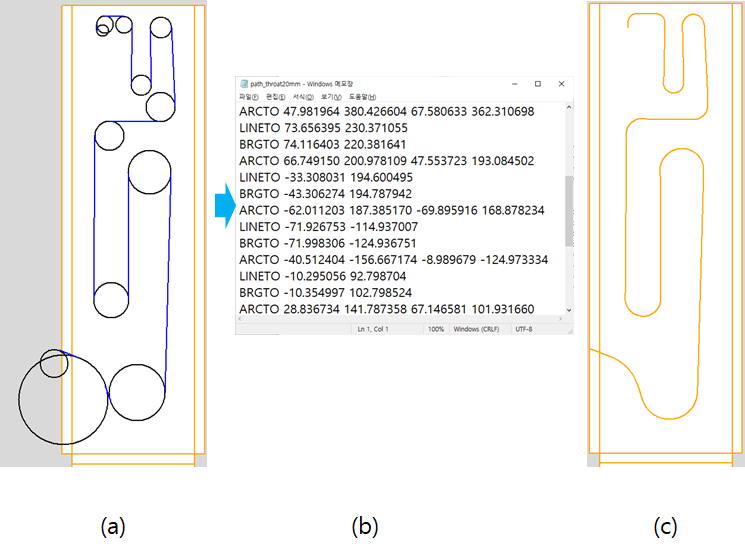 path_throat20mm - Windows 메모장
파일(F) 편집(E) 서식(O) 보기(V) 도움말(H)
ARCTO 47.981964 380.426604 67.580633 362.310698
LINETO 73.656395 230.371055
BRGTO 74.116403 220.381641
ARCTO 66.749150 200.978109 47.553723 193.084502
LINETO -33.308031 194.600495
BRGTO -43.306274 194.787942
ARCTO -62.011203 187.385170 -69.895916 168.878234
LINETO -71.926753 -114.937007
BRGTO -71.998306 -124.936751
ARCTO -40.512404 -156.667174 -8.989679 -124.973334
LINETO -10.295056 92.798704
BRGTO -10.354997 102.798524
ARCTO 28.836734 141.787358 67.146581 101.931660
Ln 1, Col 1 100% Windows (CRLF) UTF-8
(a) (b) (c)